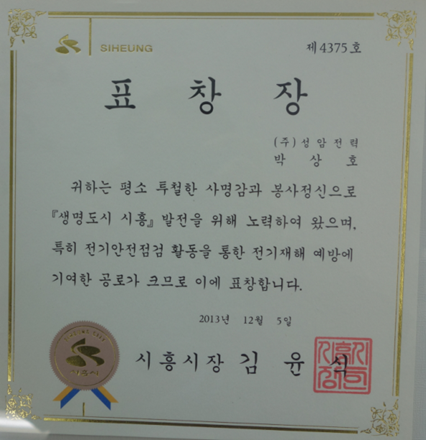 SIHEUNG
제4375호
표 창 장
(주)성암전력
박 상 호
귀하는 평소 투철한 사명감과 봉사정신으로
『생명도시 시흥』 발전을 위해 노력하여 왔으며,
특히 전기안전점검 활동을 통한 전기재해 예방에
기여한 공로가 크므로 이에 표창합니다.
2013년 12월 5일
시흥시장 김 윤 식